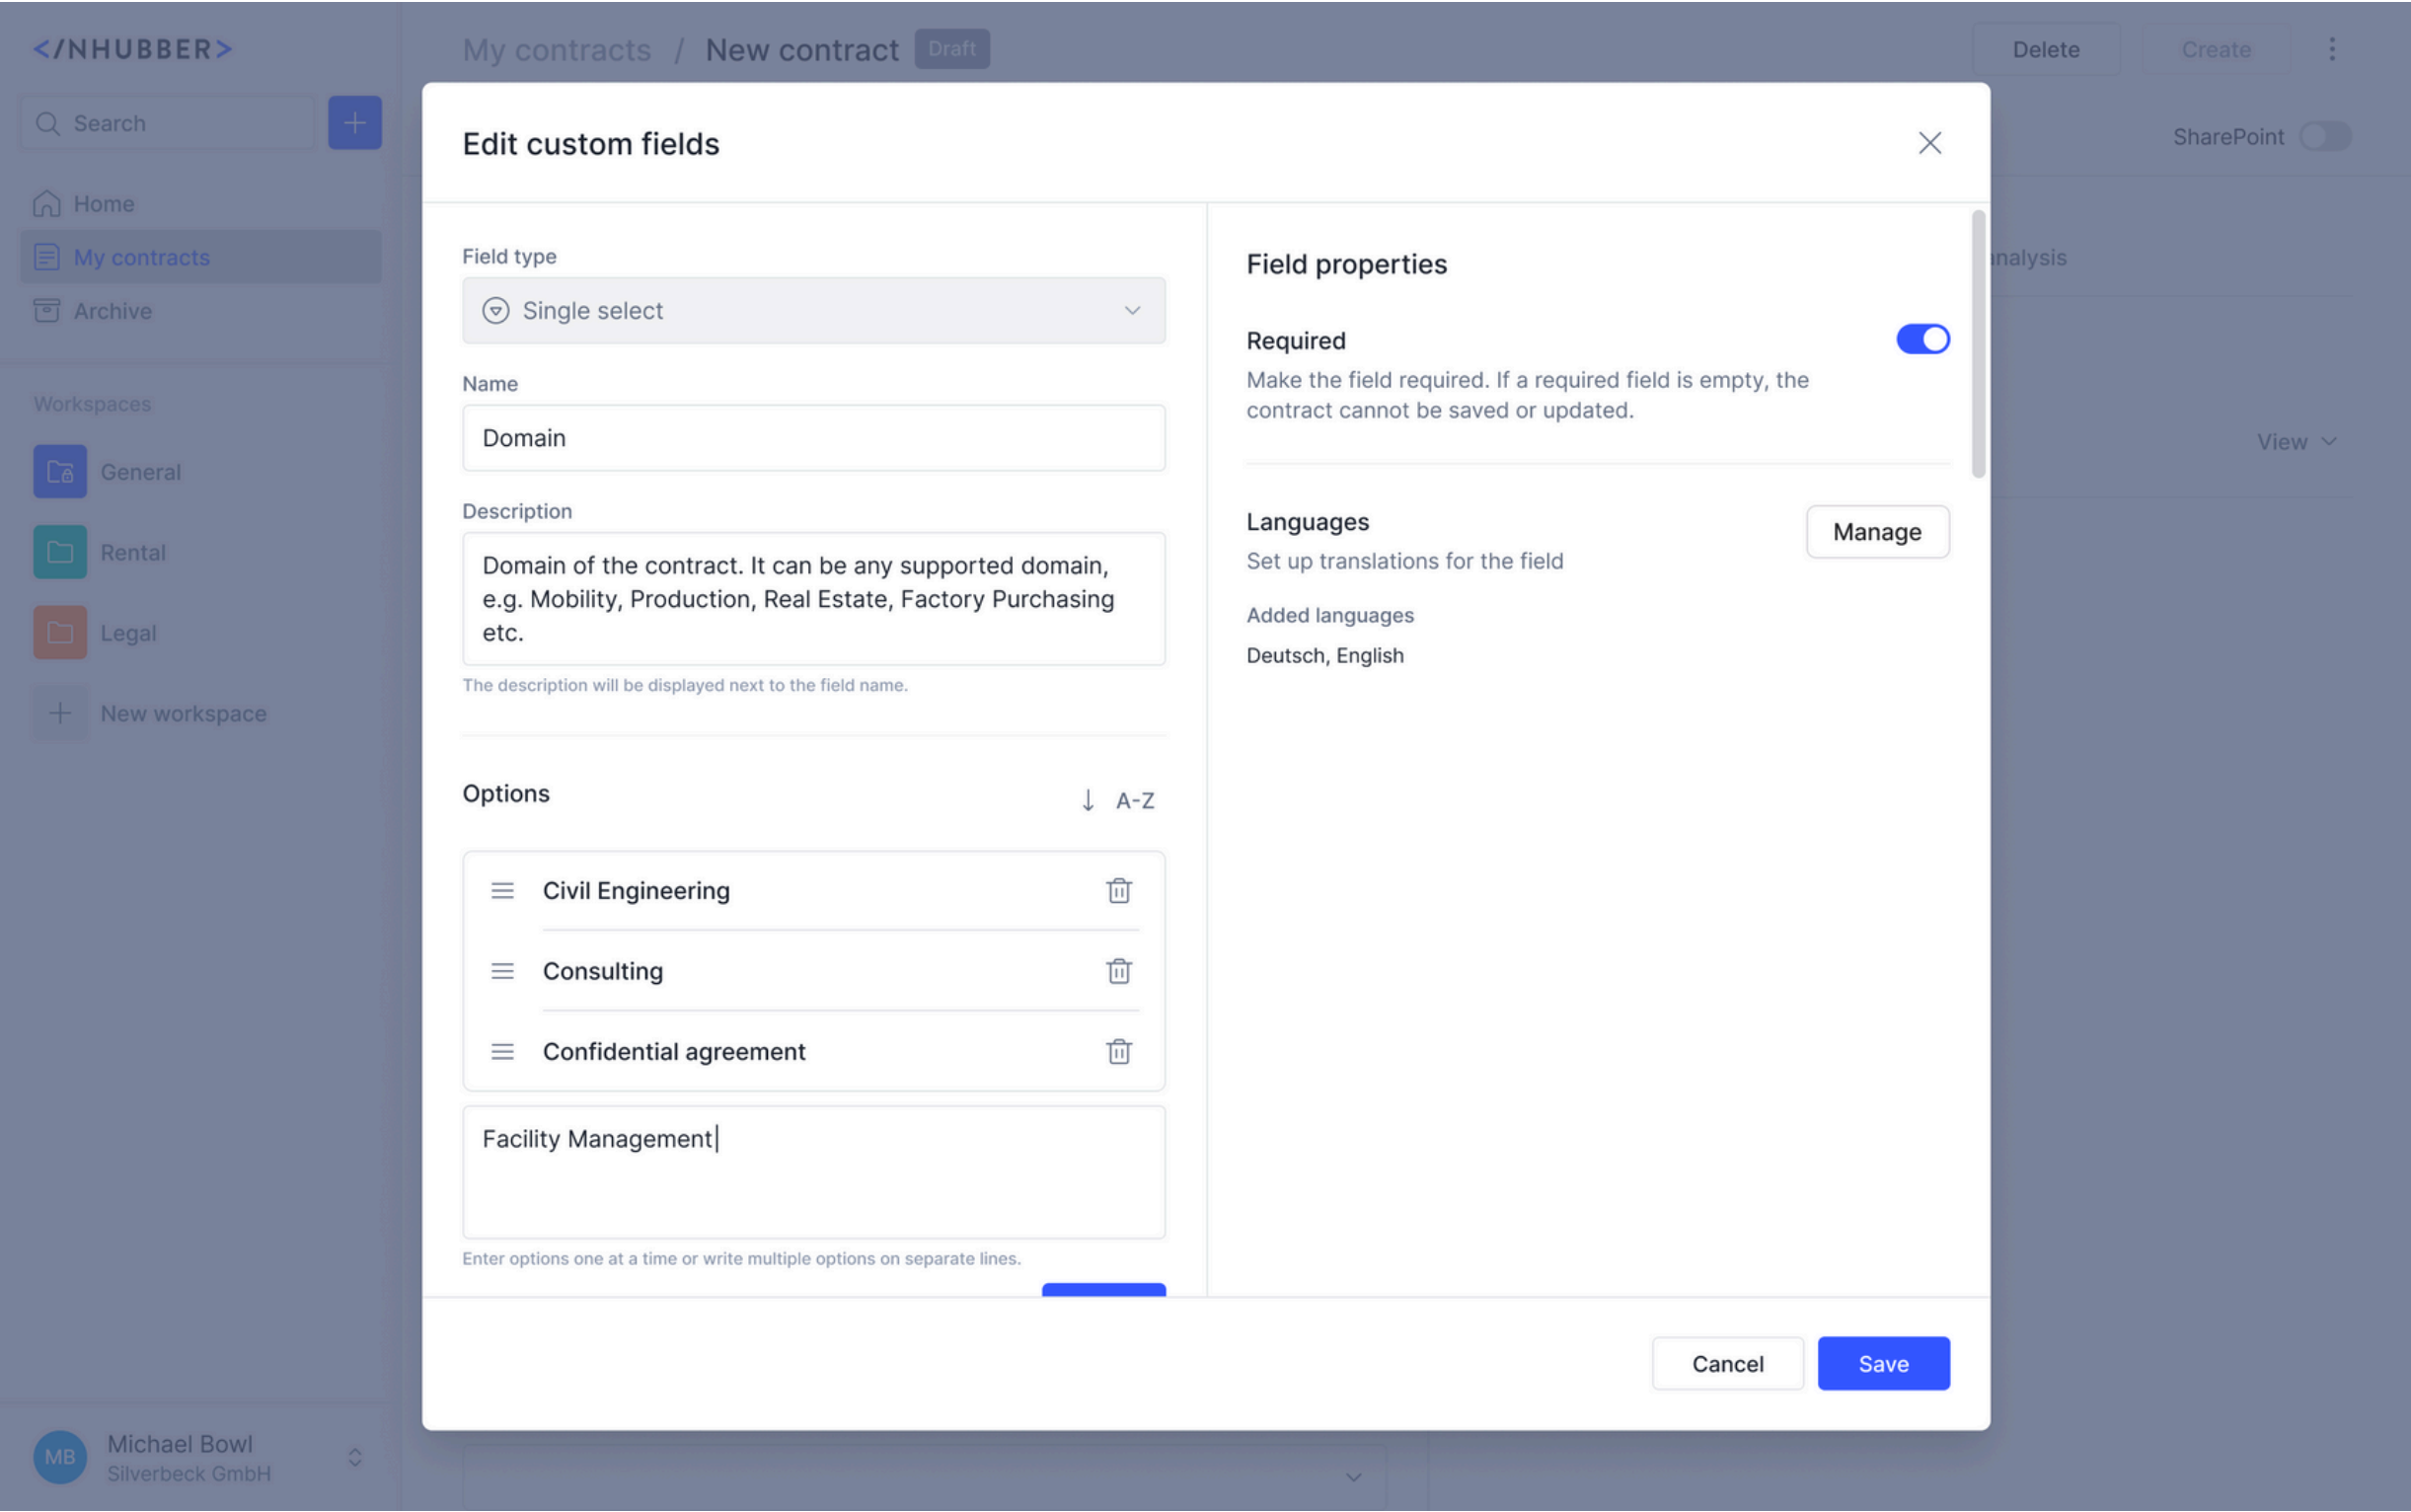 </NHUBBER>
Search
Home
My contracts
Archive
Workspaces
General
Rental
Legal
New workspace
Michael Bowl
MB
Silverbeck GmbH
My contracts / New contract Draft
Delete
Create
SharePoint
nalysis
View
Edit custom fields
Field type
Single select
Name
Domain
Description
Domain of the contract. It can be any supported domain,
e.g. Mobility, Production, Real Estate, Factory Purchasing
etc.
The description will be displayed next to the field name.
Options
A-Z
Civil Engineering
Consulting
Confidential agreement
Facility Management
Enter options one at a time or write multiple options on separate lines.
Field properties
Required
Make the field required. If a required field is empty, the
contract cannot be saved or updated.
Languages
Manage
Set up translations for the field
Added languages
Deutsch, English
Cancel
Save